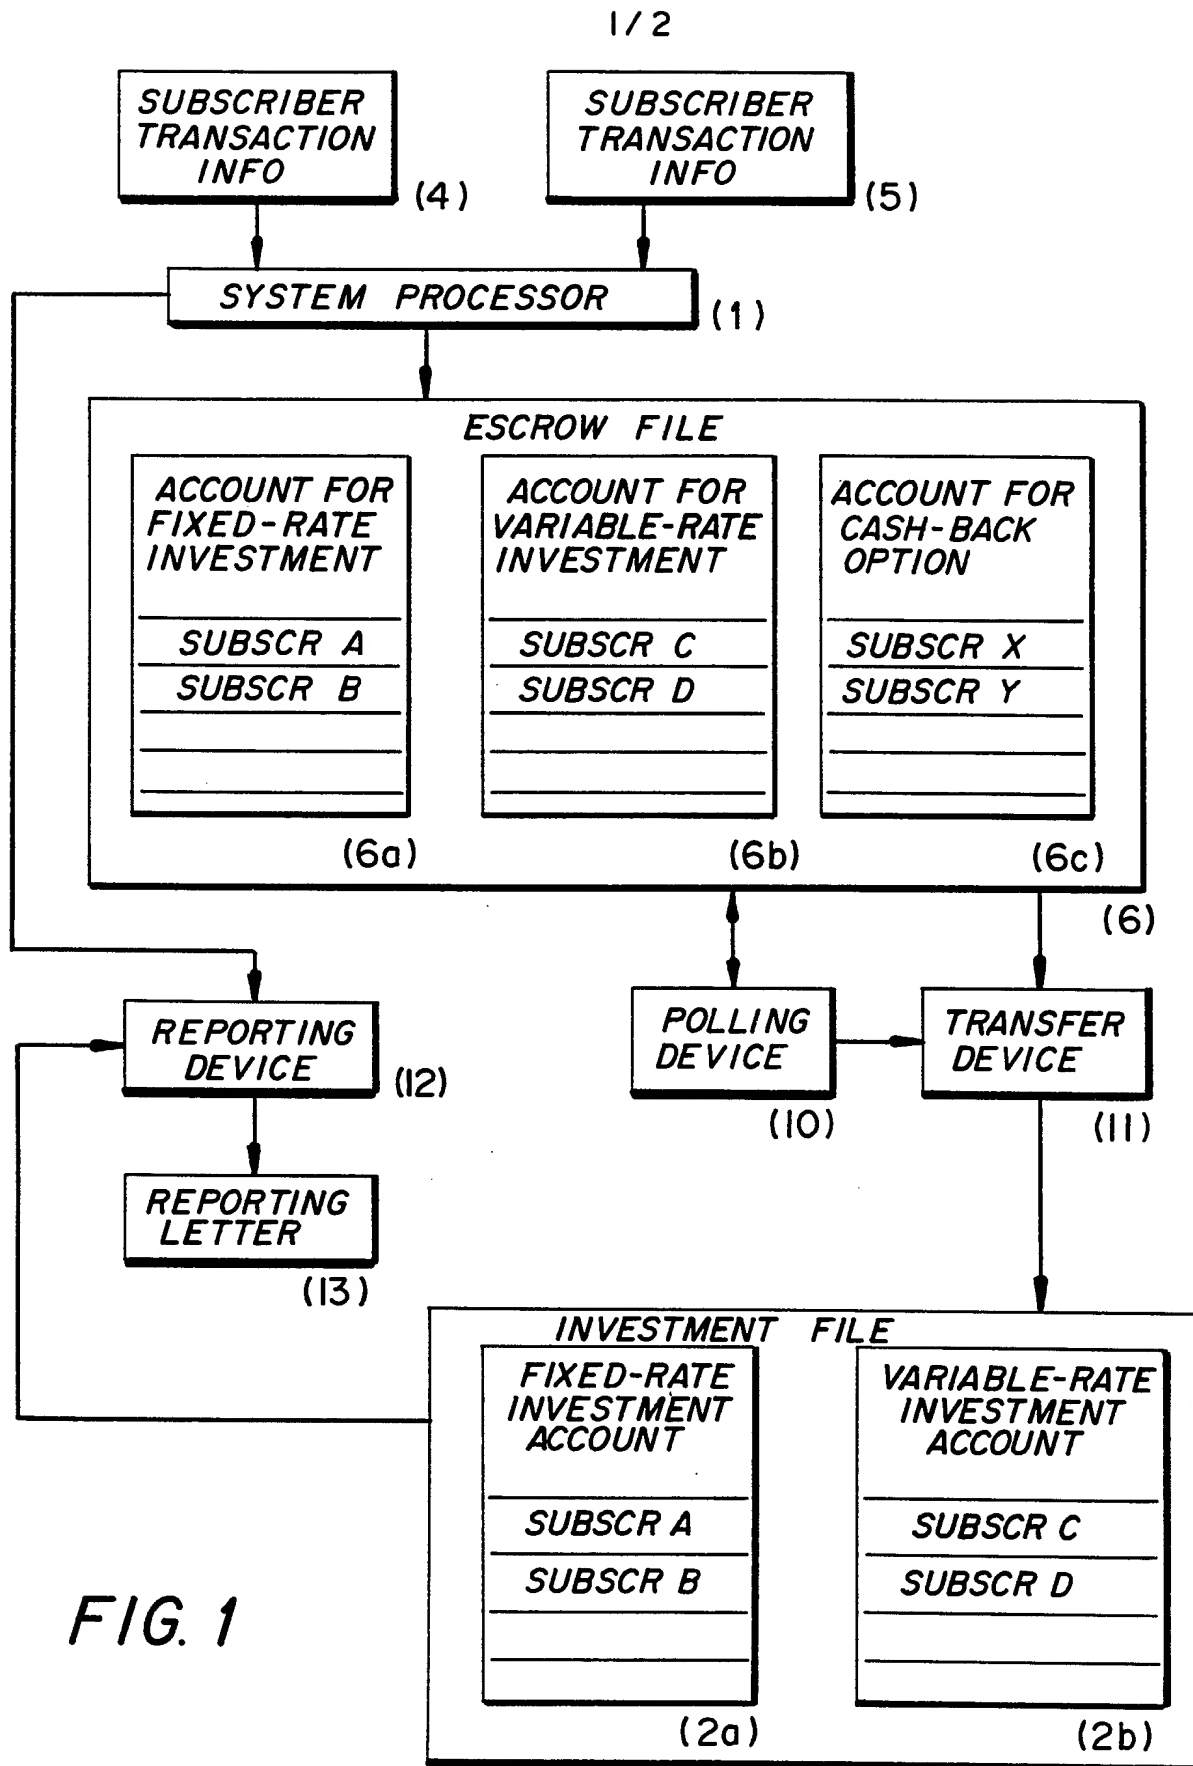 1/2
SUBSCRIBER
TRANSACTION
INFO
(4)
SUBSCRIBER
TRANSACTION
INFO
(5)
SYSTEM PROCESSOR
(1)
ESCROW FILE
ACCOUNT FOR
FIXED-RATE
INVESTMENT
SUBSCR A
SUBSCR B
(6a)
ACCOUNT FOR
VARIABLE-RATE
INVESTMENT
SUBSCR C
SUBSCR D
(6b)
ACCOUNT FOR
CASH-BACK
OPTION
SUBSCR X
SUBSCR Y
(6c)
(6)
REPORTING
DEVICE
(12)
POLLING
DEVICE
(10)
TRANSFER
DEVICE
(11)
REPORTING
LETTER
(13)
INVESTMENT FILE
FIXED-RATE
INVESTMENT
ACCOUNT
SUBSCR A
SUBSCR B
(2a)
VARIABLE-RATE
INVESTMENT
ACCOUNT
SUBSCR C
SUBSCR D
(2b)
FIG. 1